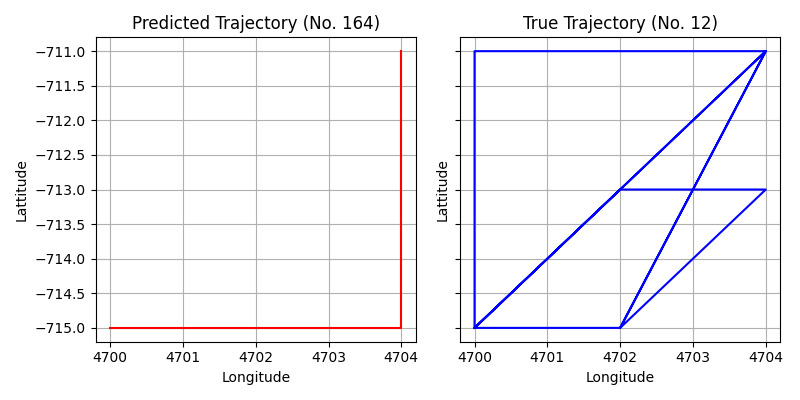 Predicted Trajectory (No. 164)
−711.0
−711.5
−712.0
−712.5
−713.0
−713.5
−714.0
−714.5
−715.0
Lattitude
4700 4701 4702 4703 4704
Longitude
True Trajectory (No. 12)
Lattitude
4700 4701 4702 4703 4704
Longitude